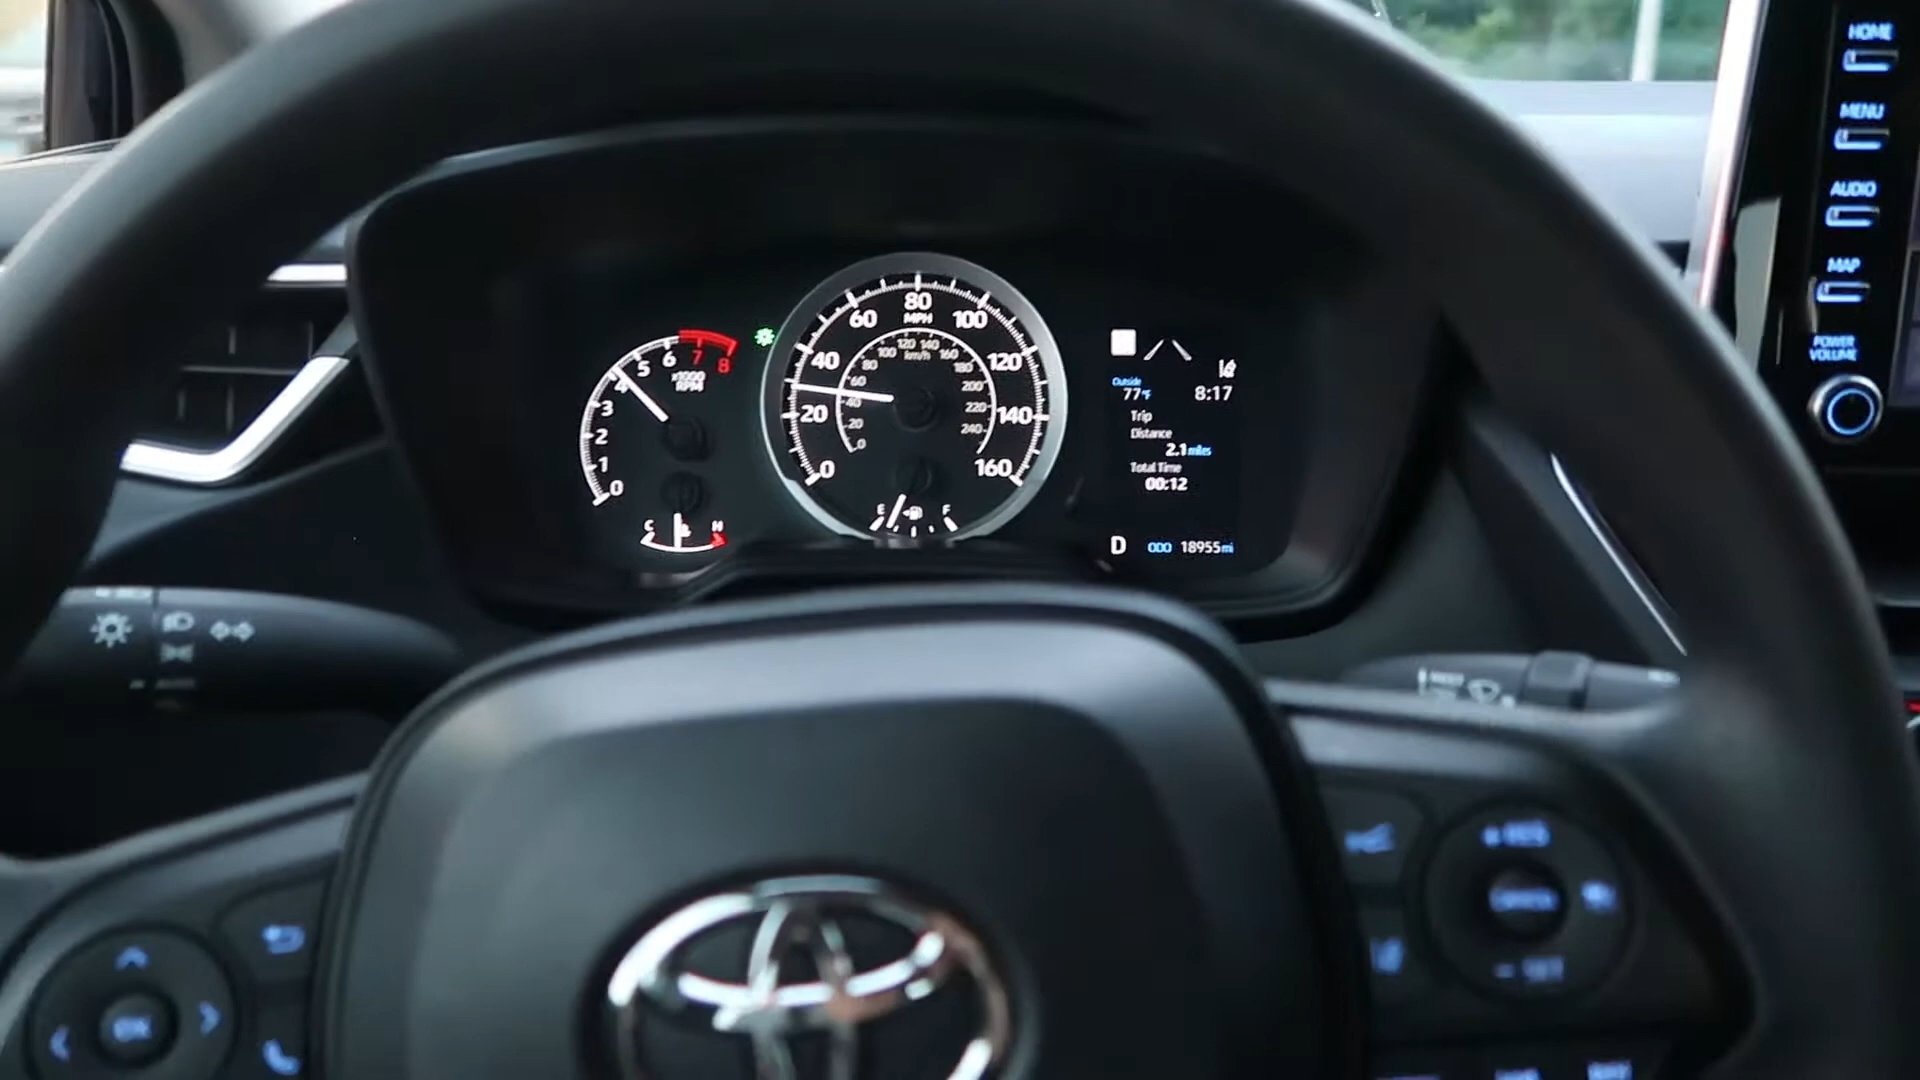 HOME
MENU
AUDIO
MAP
POWER
VOLUME
0 1 2 3 4 5 6 7 8
x1000
RPM
C H
0 20 40 60 80 100 120 140 160
MPH
0 20 40 60 80 100 120 140 160 180 200 220 240
km/h
E F
Outside
77°F 8:17
Trip
Distance
2.1 miles
Total Time
00:12
D ODO 18955 mi
OK
+ RES
- SET